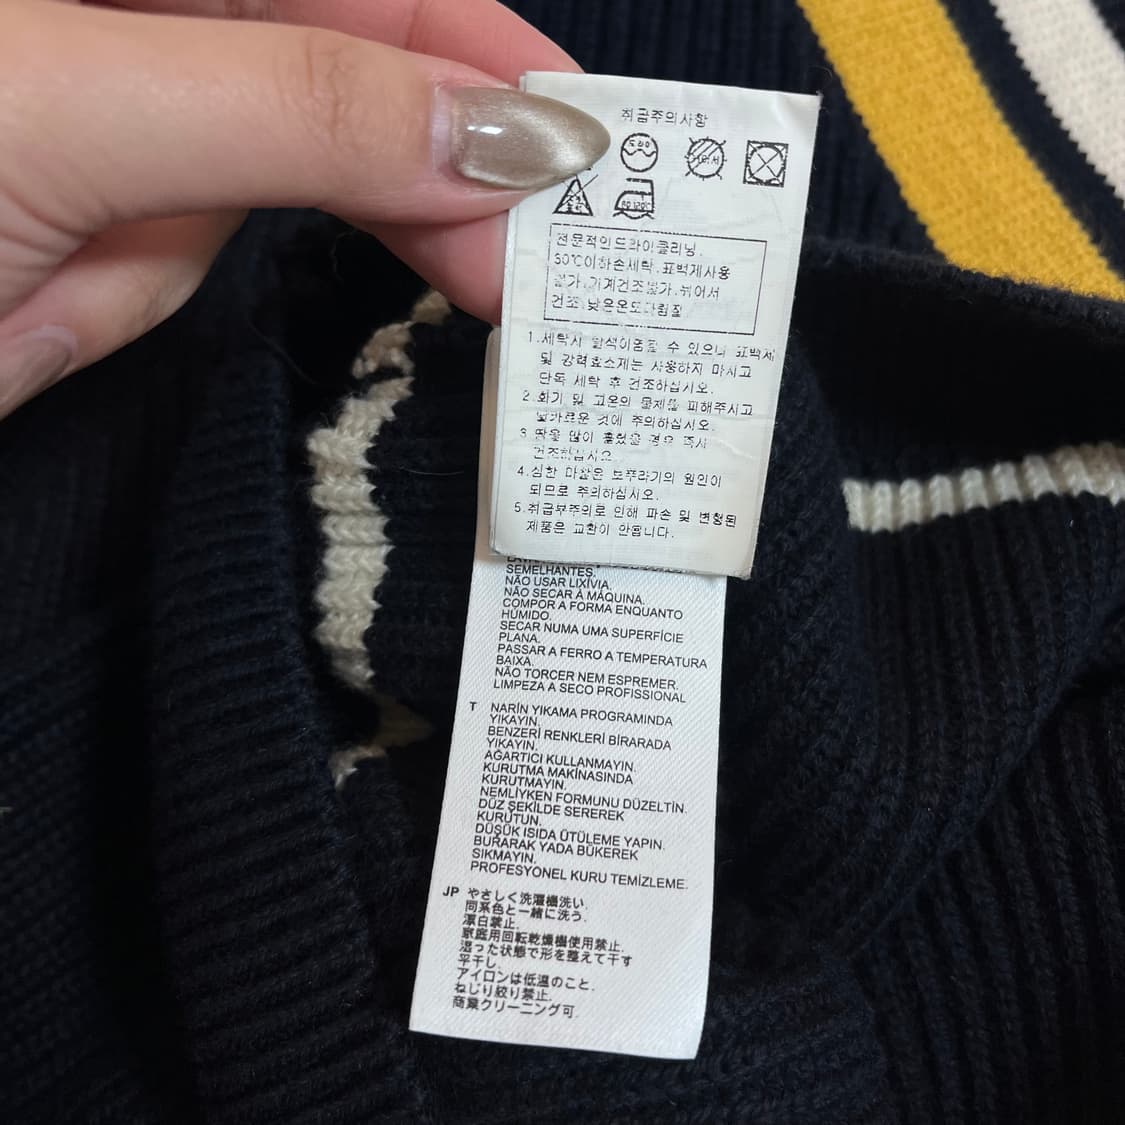 취급주의사항
80~120℃
전문적인드라이클리닝.
30℃이하손세탁.표백제사용
불가.기계건조불가.뉘어서
건조.낮은온도다림질.
1.세탁시 탈색이염될 수 있으니 표백제
및 강력효소제는 사용하지 마시고
단독 세탁 후 건조하십시오.
2.화기 및 고온의 물체를 피해주시고
날카로운 것에 주의하십시오.
3.땀을 많이 흘렸을 경우 즉시
건조하십시오.
4.심한 마찰은 보푸라기의 원인이
되므로 주의하십시오.
5.취급부주의로 인해 파손 및 변형된
제품은 교환이 안됩니다.
SEMELHANTES.
NÃO USAR LIXÍVIA.
NÃO SECAR À MÁQUINA.
COMPOR A FORMA ENQUANTO
HÚMIDO.
SECAR NUMA UMA SUPERFÍCIE
PLANA.
PASSAR A FERRO A TEMPERATURA
BAIXA.
NÃO TORCER NEM ESPREMER.
LIMPEZA A SECO PROFISSIONAL
T NARİN YIKAMA PROGRAMINDA
YIKAYIN.
BENZERİ RENKLERİ BİRARADA
YIKAYIN.
AĞARTICI KULLANMAYIN.
KURUTMA MAKİNASINDA
KURUTMAYIN.
NEMLİYKEN FORMUNU DÜZELTİN.
DÜZ ŞEKİLDE SEREREK
KURUTUN.
DÜŞÜK ISIDA ÜTÜLEME YAPIN.
BURARAK YADA BÜKEREK
SIKMAYIN.
PROFESYONEL KURU TEMİZLEME.
JP やさしく洗濯機洗い.
同系色と一緒に洗う.
漂白禁止.
家庭用回転乾燥機使用禁止.
湿った状態で形を整えて干す
平干し.
アイロンは低温のこと.
ねじり絞り禁止.
商業クリーニング可.